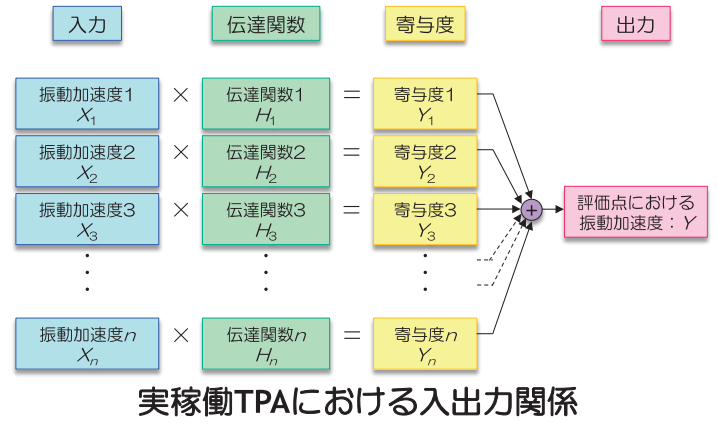 入力 伝達関数 寄与度 出力
振動加速度1 × 伝達関数1 = 寄与度1
X1 H1 Y1
振動加速度2 × 伝達関数2 = 寄与度2
X2 H2 Y2
振動加速度3 × 伝達関数3 = 寄与度3
X3 H3 Y3
+
評価点における
振動加速度：Y
振動加速度n × 伝達関数n = 寄与度n
Xn Hn Yn
実稼働TPAにおける入出力関係